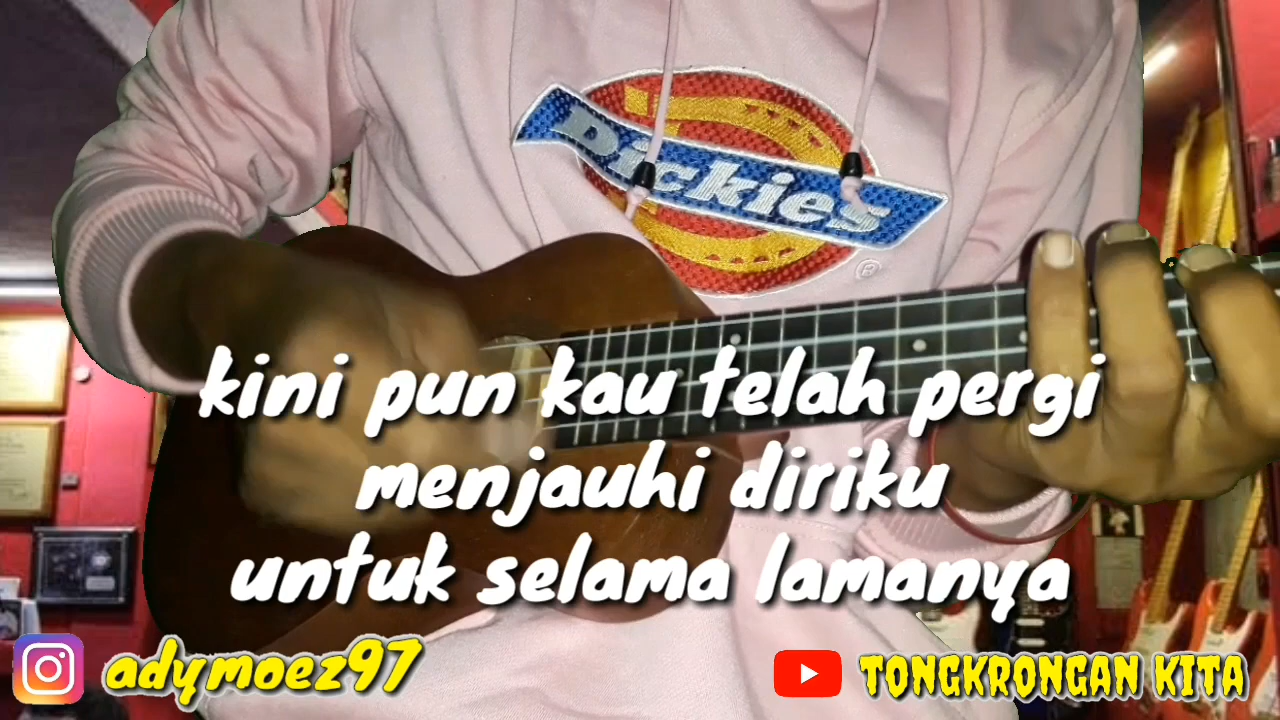 Dickies
®
kini pun kau telah pergi
menjauhi diriku
untuk selama lamanya
adymoez97
TONGKRONGAN KITA